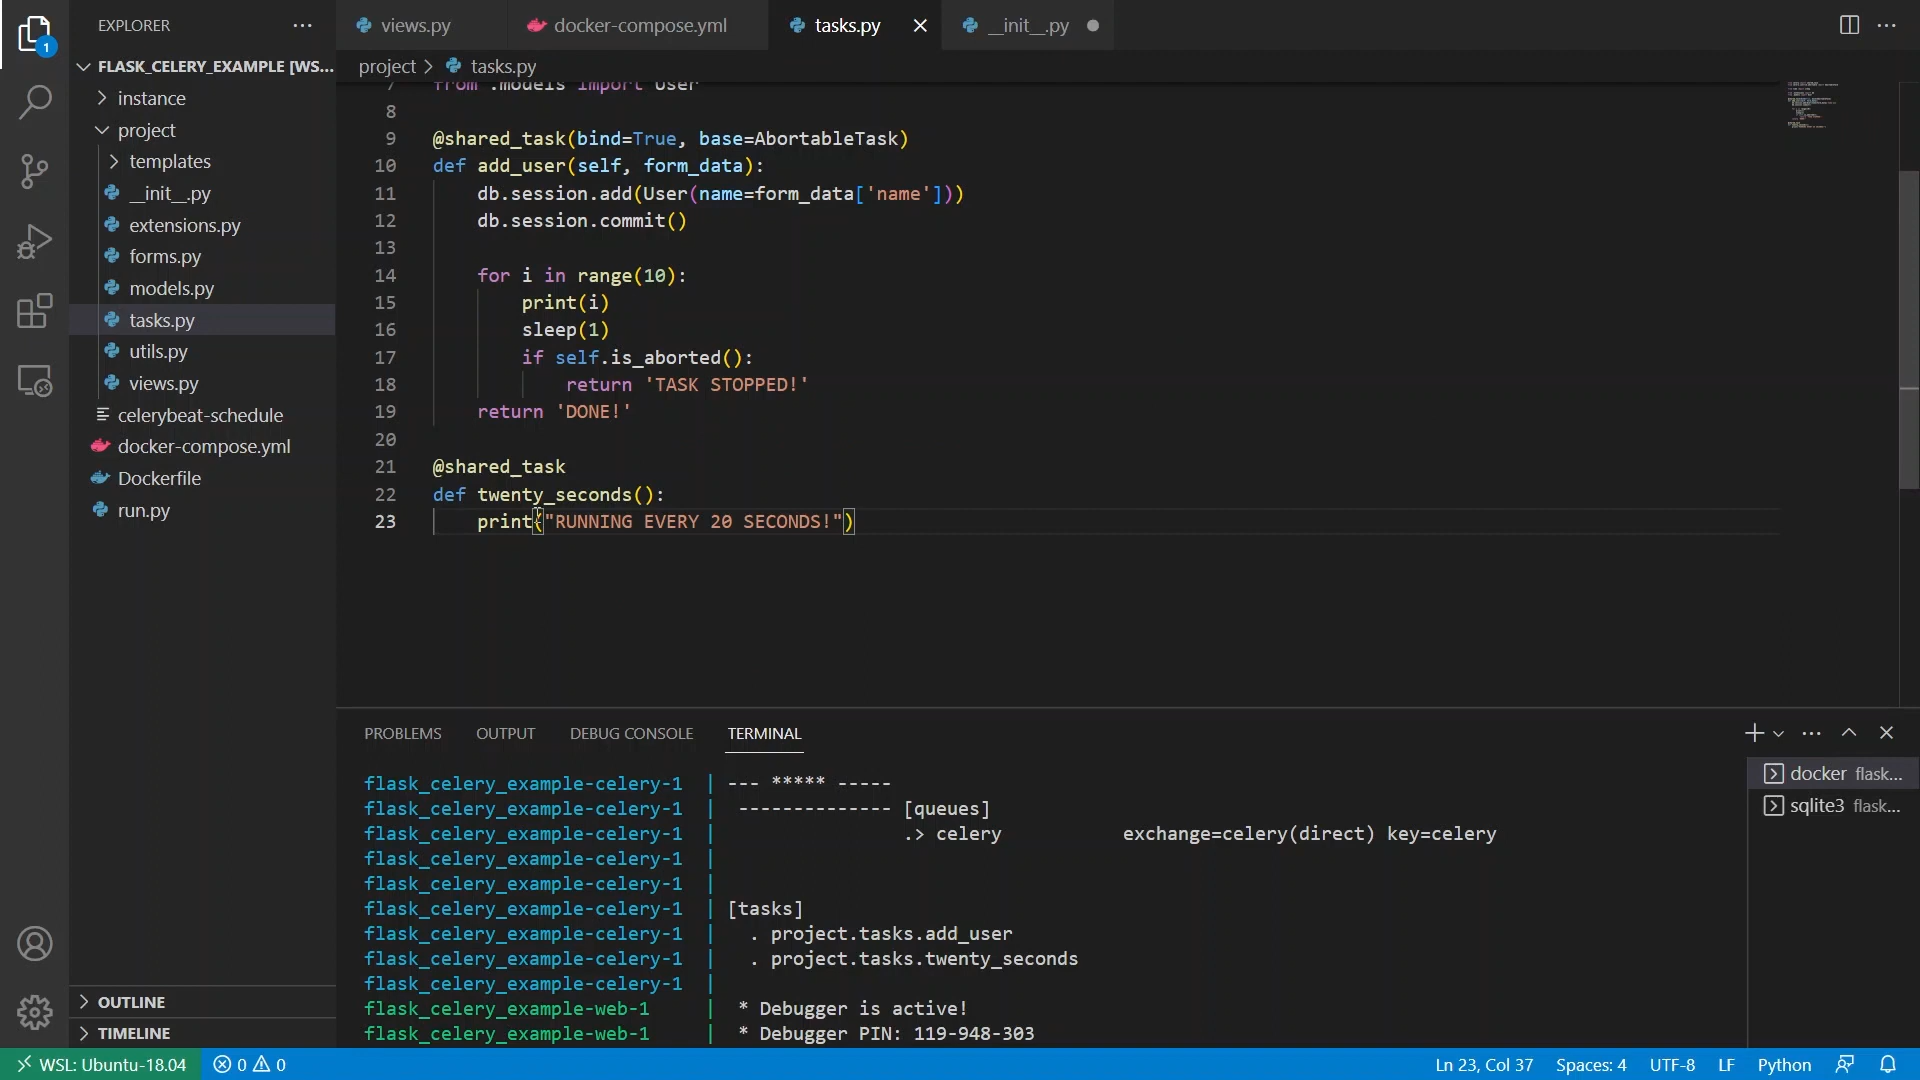 EXPLORER
FLASK_CELERY_EXAMPLE [WS...
instance
project
templates
__init__.py
extensions.py
forms.py
models.py
tasks.py
utils.py
views.py
celerybeat-schedule
docker-compose.yml
Dockerfile
run.py
OUTLINE
TIMELINE
1
views.py
docker-compose.yml
tasks.py
__init__.py
project > tasks.py
7 from .models import User
8
9 @shared_task(bind=True, base=AbortableTask)
10 def add_user(self, form_data):
11 db.session.add(User(name=form_data['name']))
12 db.session.commit()
13
14 for i in range(10):
15 print(i)
16 sleep(1)
17 if self.is_aborted():
18 return 'TASK STOPPED!'
19 return 'DONE!'
20
21 @shared_task
22 def twenty_seconds():
23 print("RUNNING EVERY 20 SECONDS!")
PROBLEMS OUTPUT DEBUG CONSOLE TERMINAL
flask_celery_example-celery-1 | --- ***** -----
flask_celery_example-celery-1 | -------------- [queues]
flask_celery_example-celery-1 | .> celery exchange=celery(direct) key=celery
flask_celery_example-celery-1 |
flask_celery_example-celery-1 |
flask_celery_example-celery-1 | [tasks]
flask_celery_example-celery-1 | . project.tasks.add_user
flask_celery_example-celery-1 | . project.tasks.twenty_seconds
flask_celery_example-celery-1 |
flask_celery_example-web-1 | * Debugger is active!
flask_celery_example-web-1 | * Debugger PIN: 119-948-303
docker flask...
sqlite3 flask...
WSL: Ubuntu-18.04 0 0 Ln 23, Col 37 Spaces: 4 UTF-8 LF Python